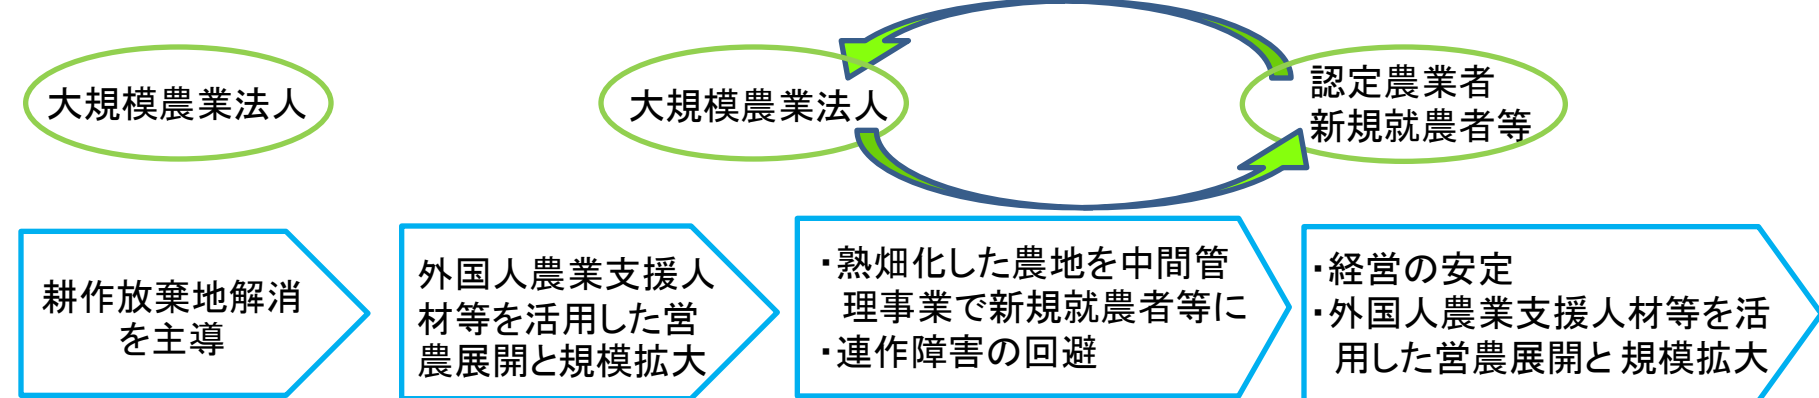 大規模農業法人
大規模農業法人
認定農業者
新規就農者等
耕作放棄地解消
を主導
外国人農業支援人
材等を活用した営
農展開と規模拡大
・熟畑化した農地を中間管
理事業で新規就農者等に
・連作障害の回避
・経営の安定
・外国人農業支援人材等を活
用した営農展開と規模拡大